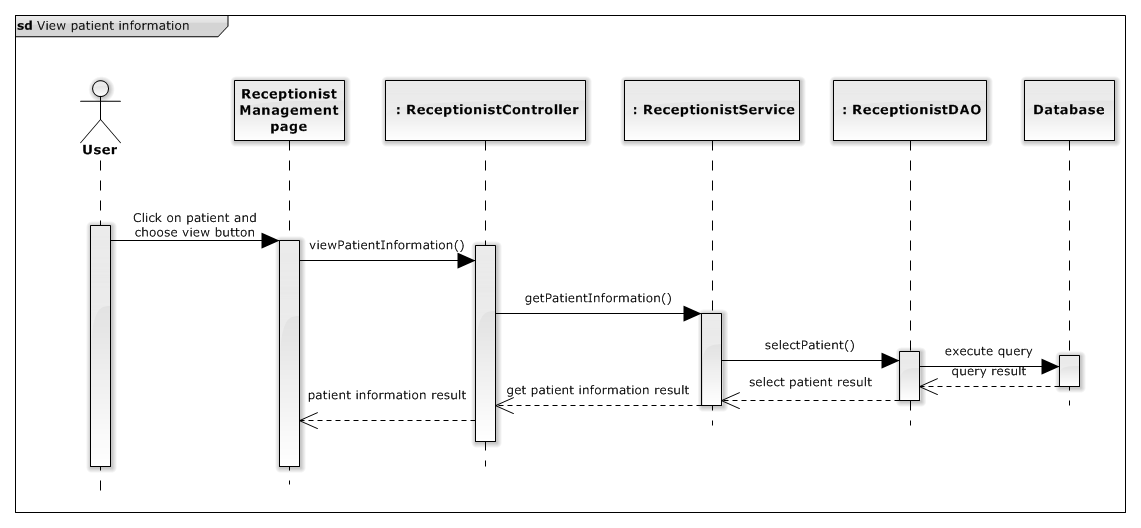 sd View patient information
Receptionist
Management
page
: ReceptionistController
: ReceptionistService
: ReceptionistDAO
Database
User
Click on patient and
choose view button
viewPatientInformation()
getPatientInformation()
selectPatient()
execute query
query result
select patient result
get patient information result
patient information result